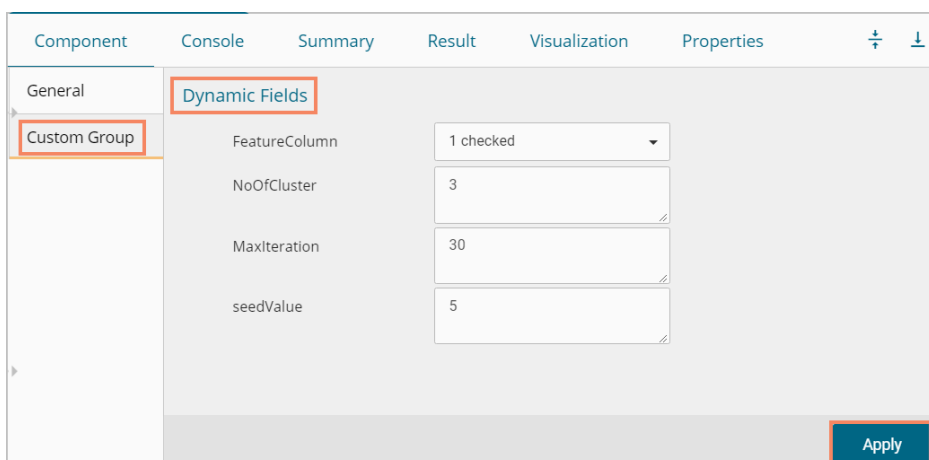 Component Console Summary Result Visualization Properties
General
Custom Group
Dynamic Fields
FeatureColumn 1 checked
NoOfCluster 3
MaxIteration 30
seedValue 5
Apply